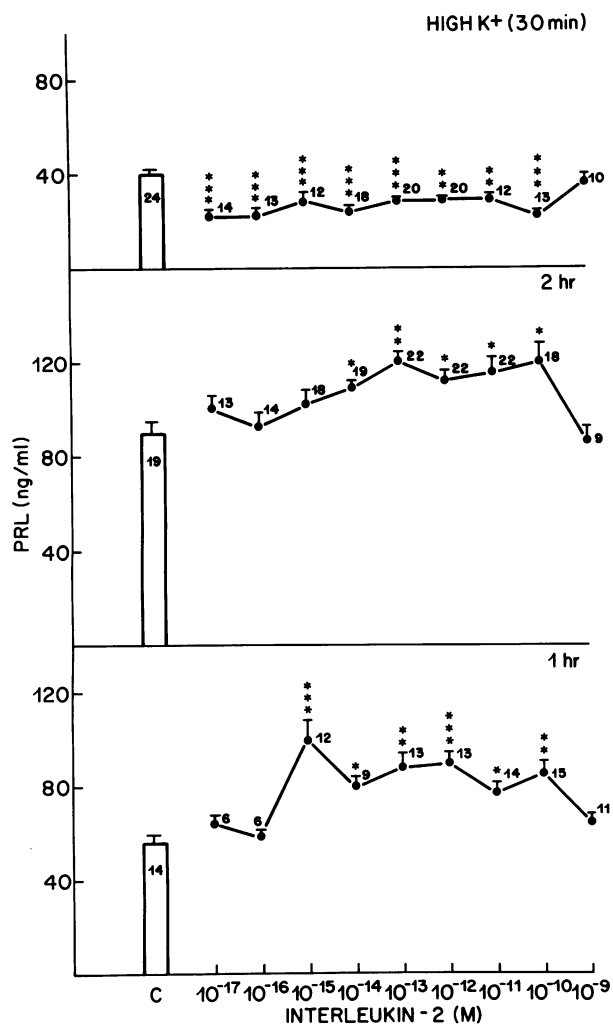 HIGH K+ (30 min)
80
40
24
*** *** *** *** *** ** ** ***
14 13 12 18 20 20 12 13 10
2 hr
120
80
40
19
* ** * * *
13 14 18 19 22 22 22 18 9
PRL (ng/ml)
1 hr
120
80
40
14
*** * ** *** * **
6 6 12 9 13 13 14 15 11
C 10-17 10-16 10-15 10-14 10-13 10-12 10-11 10-10 10-9
INTERLEUKIN - 2 (M)